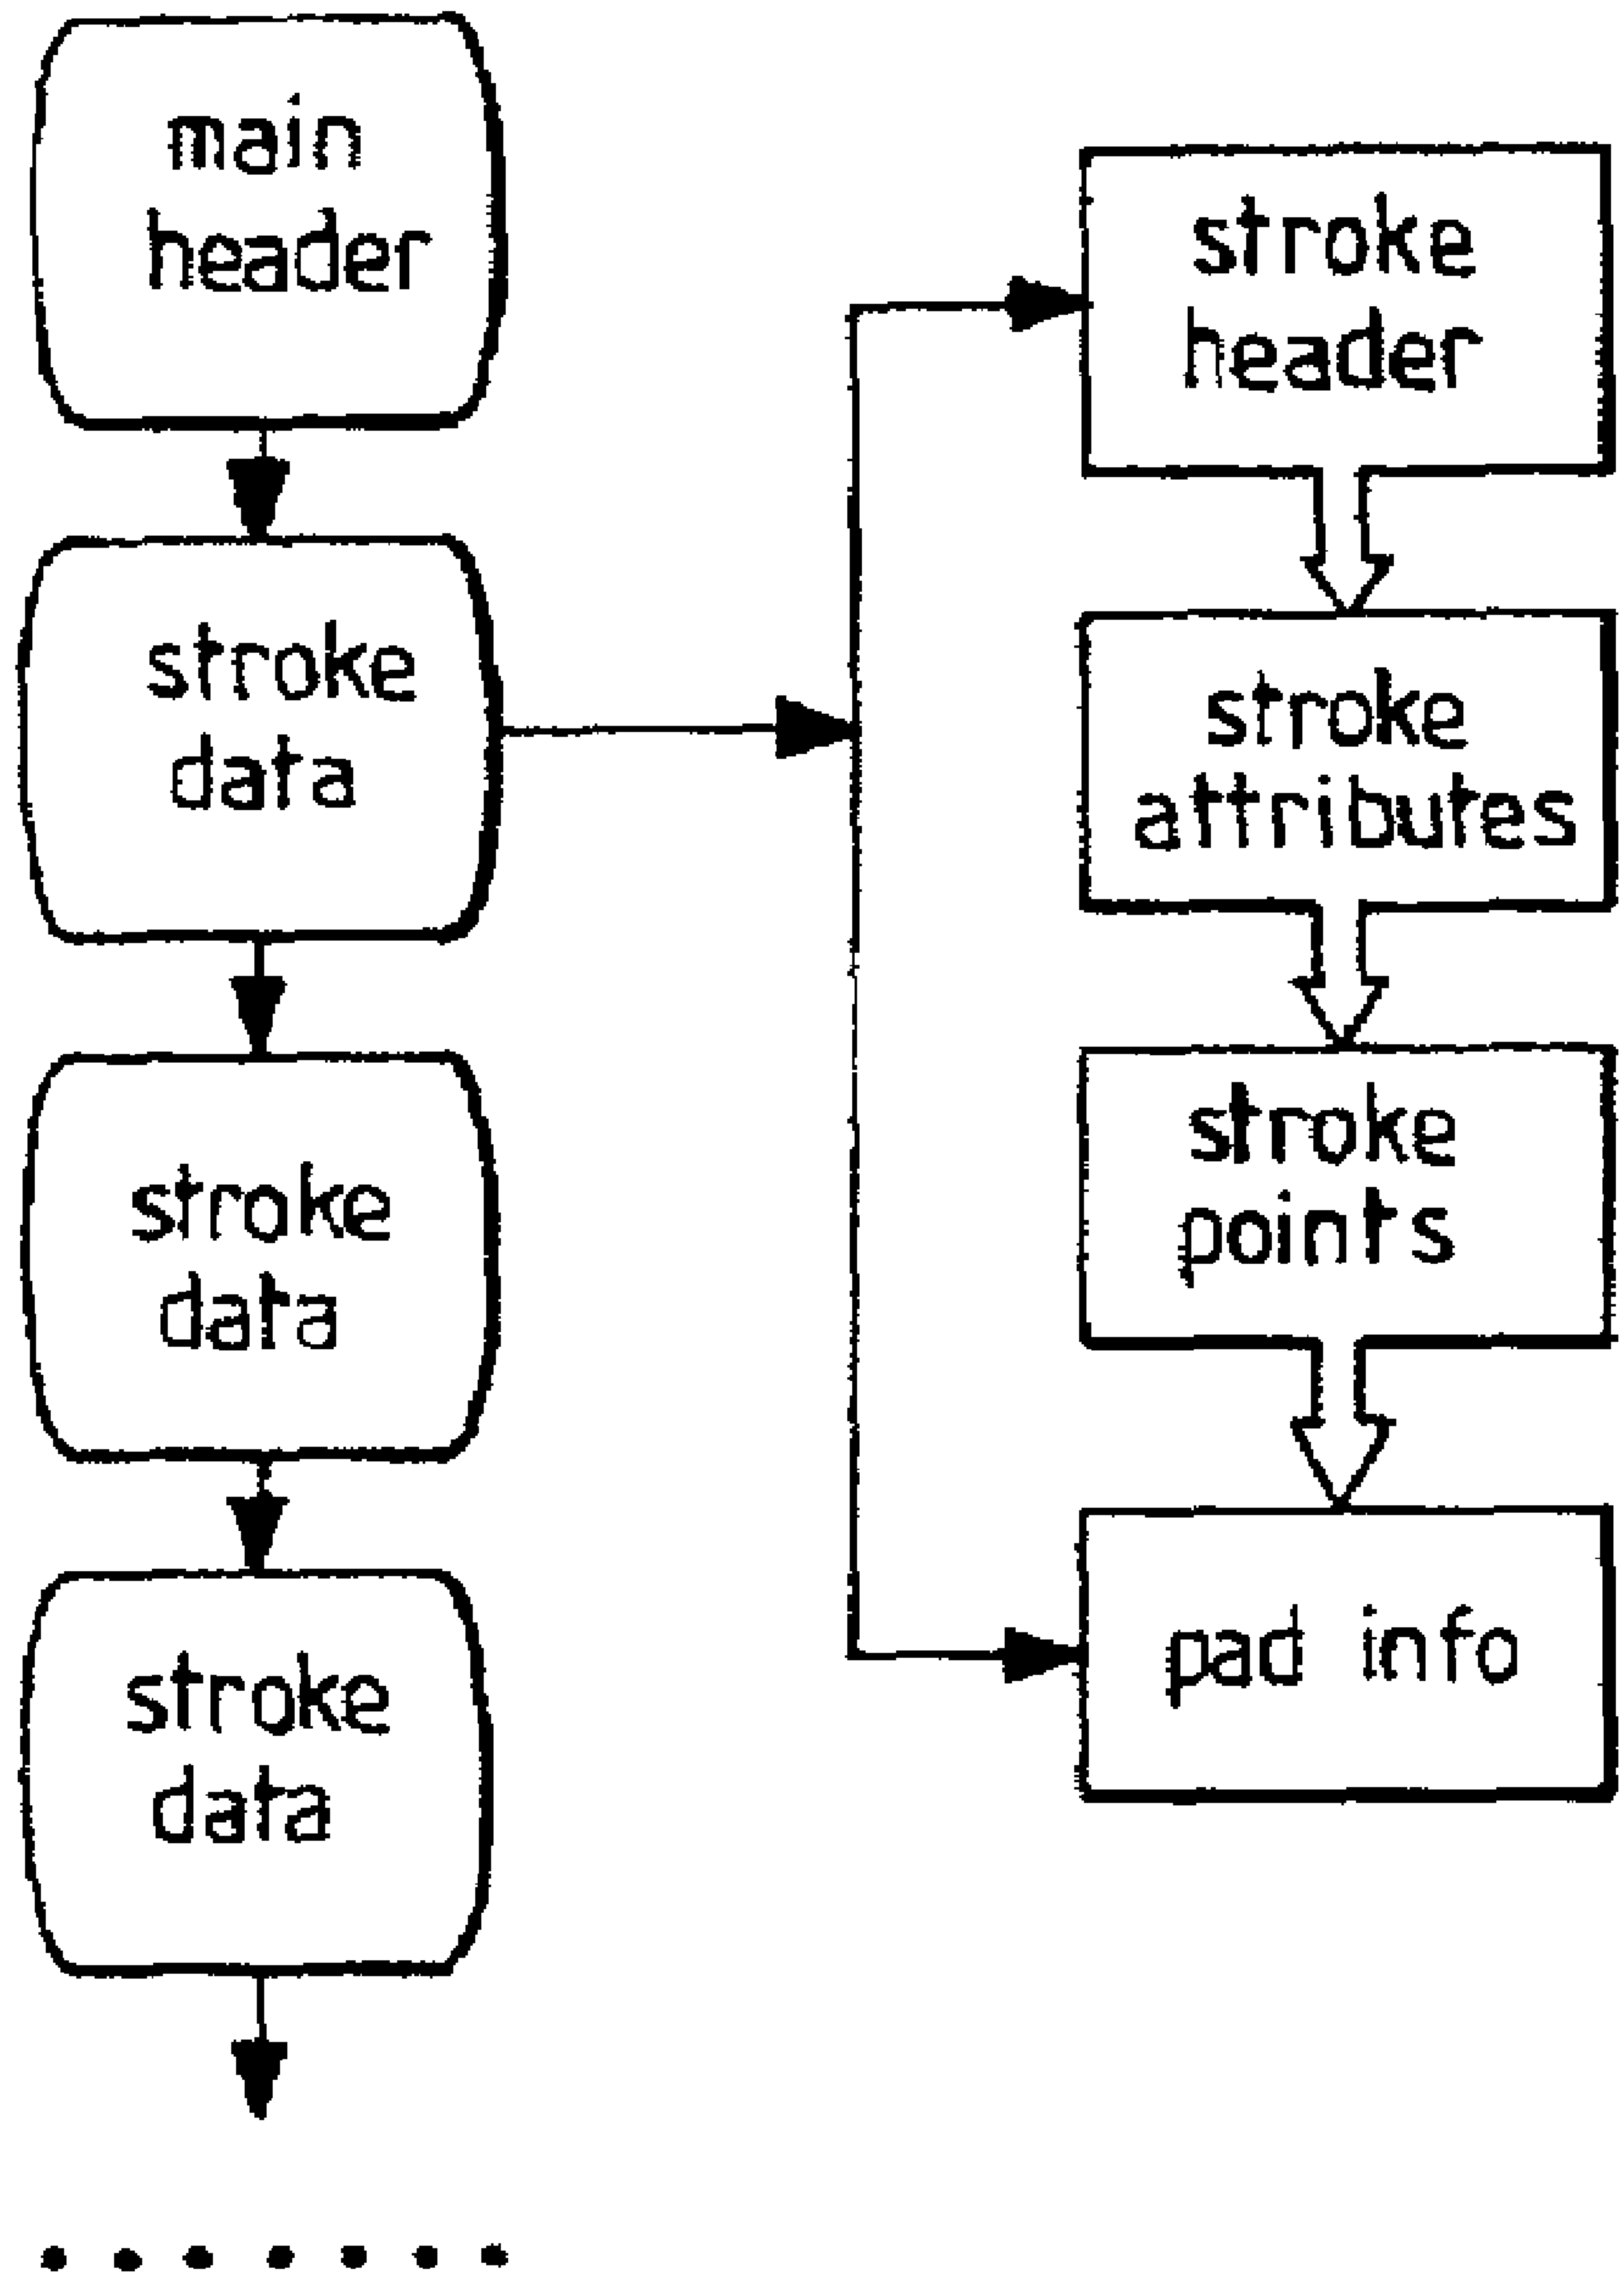 main
header
stroke
data
stroke
data
stroke
data
stroke
header
stroke
attributes
stroke
points
pad info